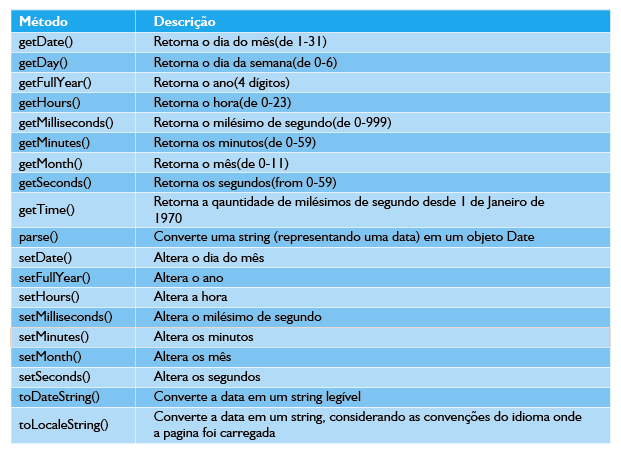 Método Descrição
getDate() Retorna o dia do mês(de 1-31)
getDay() Retorna o dia da semana(de 0-6)
getFullYear() Retorna o ano(4 dígitos)
getHours() Retorna o hora(de 0-23)
getMilliseconds() Retorna o milésimo de segundo(de 0-999)
getMinutes() Retorna os minutos(de 0-59)
getMonth() Retorna o mês(de 0-11)
getSeconds() Retorna os segundos(from 0-59)
getTime() Retorna a qauntidade de milésimos de segundo desde 1 de Janeiro de
1970
parse() Converte uma string (representando uma data) em um objeto Date
setDate() Altera o dia do mês
setFullYear() Altera o ano
setHours() Altera a hora
setMilliseconds() Altera o milésimo de segundo
setMinutes() Altera os minutos
setMonth() Altera os mês
setSeconds() Altera os segundos
toDateString() Converte a data em um string legível
toLocaleString() Converte a data em um string, considerando as convenções do idioma onde
a pagina foi carregada